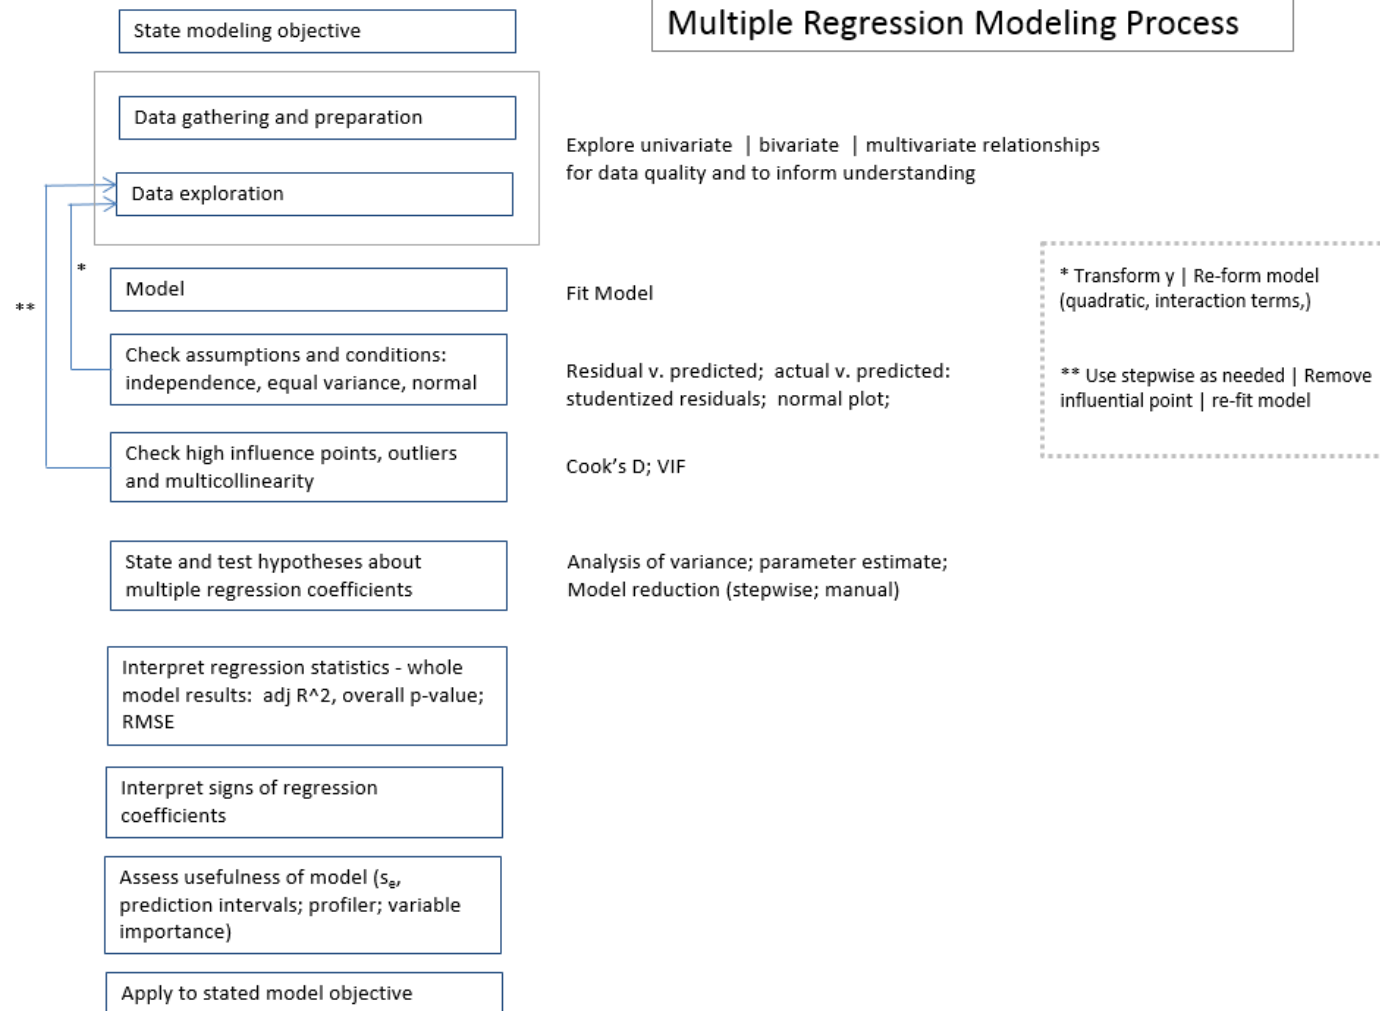 Multiple Regression Modeling Process
State modeling objective
Data gathering and preparation
Explore univariate | bivariate | multivariate relationships
for data quality and to inform understanding
Data exploration
*
**
Model
Fit Model
* Transform y | Re-form model
(quadratic, interaction terms,)
Check assumptions and conditions:
independence, equal variance, normal
Residual v. predicted; actual v. predicted:
studentized residuals; normal plot;
** Use stepwise as needed | Remove
influential point | re-fit model
Check high influence points, outliers
and multicollinearity
Cook's D; VIF
State and test hypotheses about
multiple regression coefficients
Analysis of variance; parameter estimate;
Model reduction (stepwise; manual)
Interpret regression statistics - whole
model results: adj R^2, overall p-value;
RMSE
Interpret signs of regression
coefficients
Assess usefulness of model (se,
prediction intervals; profiler; variable
importance)
Apply to stated model objective